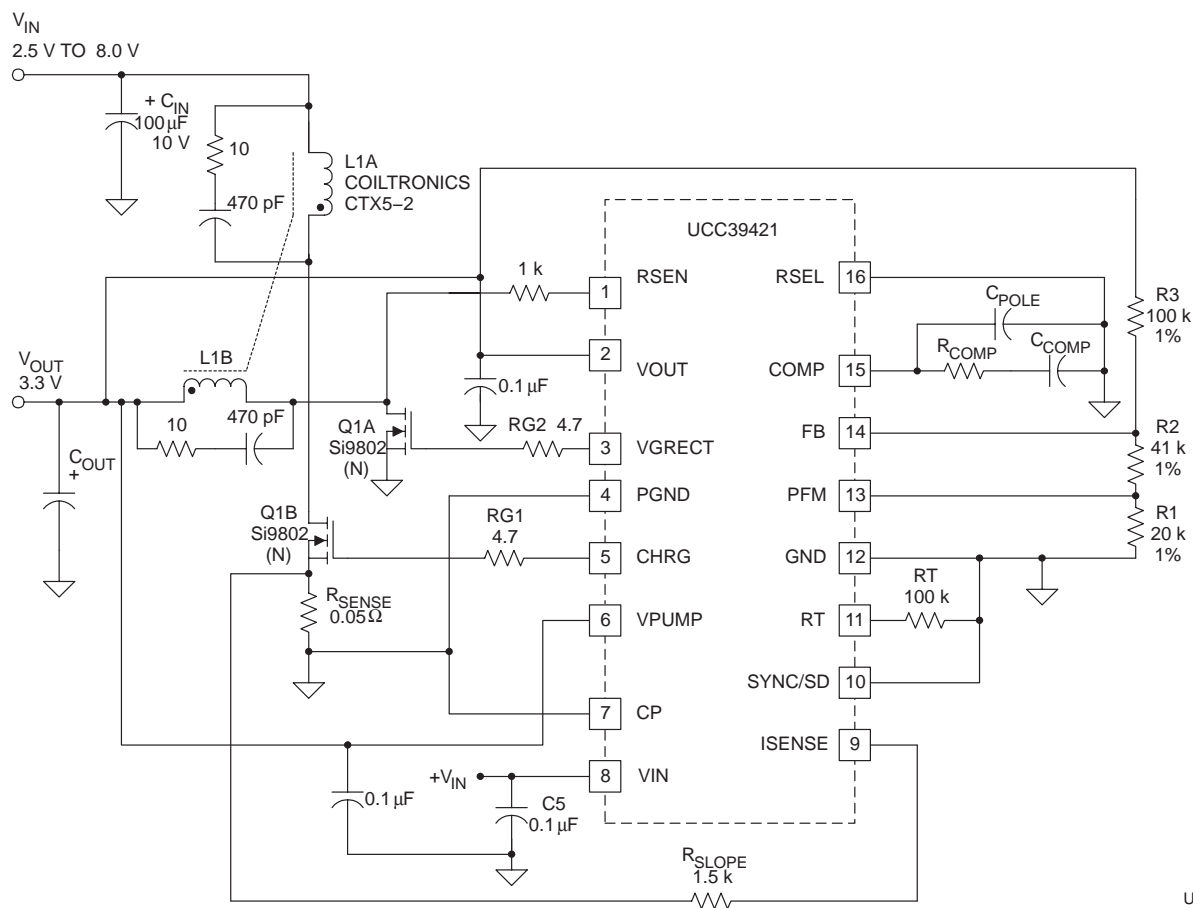 V_IN
2.5 V TO 8.0 V
+ C_IN
100 µF
10 V
10
470 pF
L1A
COILTRONICS
CTX5–2
UCC39421
1 k
1
RSEN
RSEL
16
C_POLE
R3
100 k
1%
2
VOUT
COMP
15
R_COMP
C_COMP
V_OUT
3.3 V
L1B
0.1 µF
10
470 pF
Q1A
Si9802
(N)
RG2 4.7
3
VGRECT
FB
14
R2
41 k
1%
C_OUT
+
4
PGND
PFM
13
Q1B
Si9802
(N)
RG1
4.7
5
CHRG
GND
12
R1
20 k
1%
RT
100 k
R_SENSE
0.05 Ω
6
VPUMP
RT
11
SYNC/SD
10
7
CP
ISENSE
9
+V_IN
8
VIN
0.1 µF
C5
0.1 µF
R_SLOPE
1.5 k
U